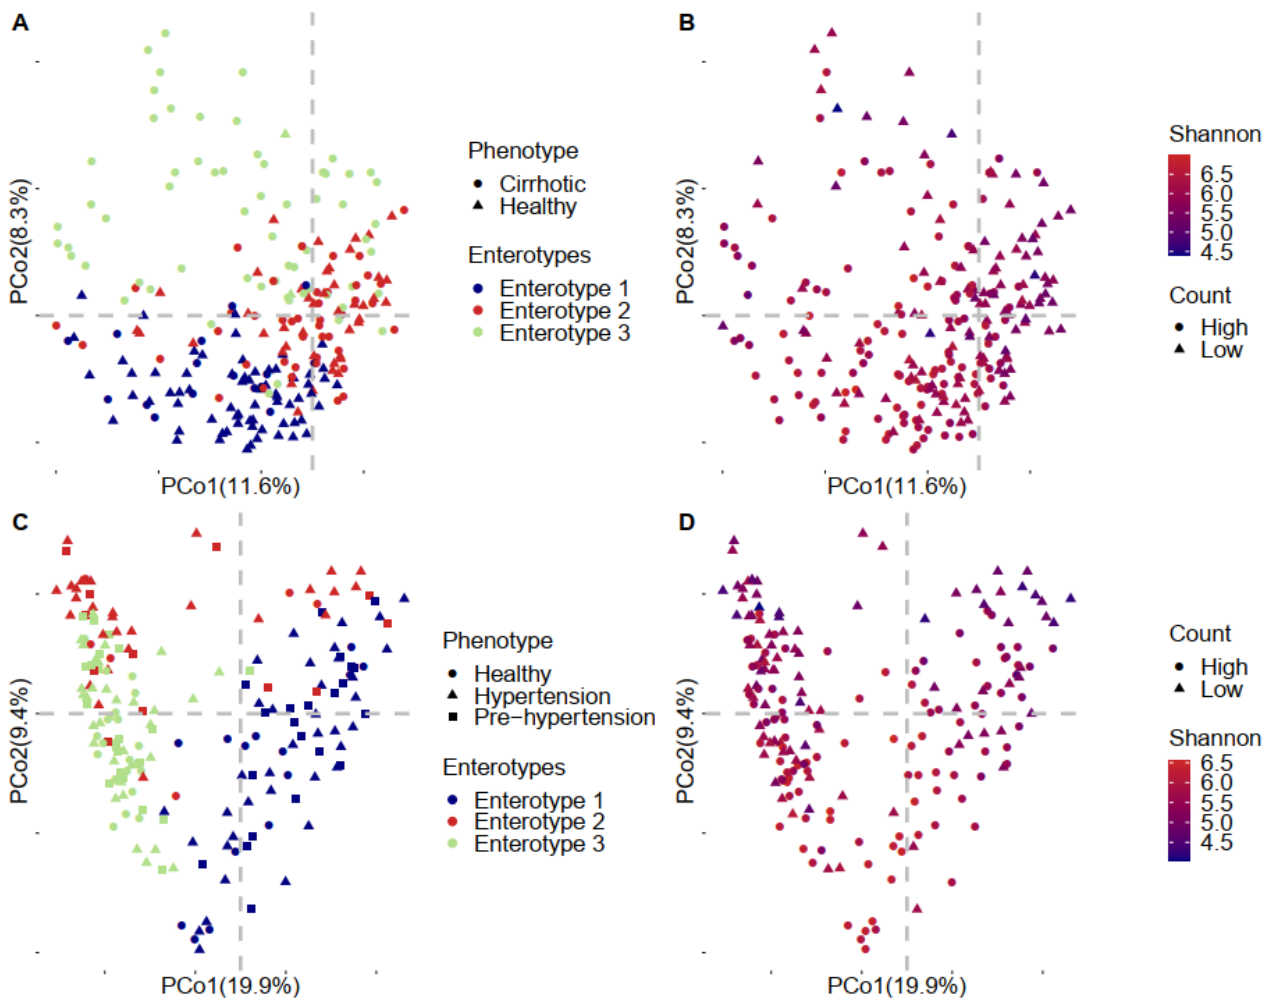 A
PCo2(8.3%)
PCo1(11.6%)
Phenotype
Cirrhotic
Healthy
Enterotypes
Enterotype 1
Enterotype 2
Enterotype 3
B
PCo2(8.3%)
PCo1(11.6%)
Shannon
6.5
6.0
5.5
5.0
4.5
Count
High
Low
C
PCo2(9.4%)
PCo1(19.9%)
Phenotype
Healthy
Hypertension
Pre−hypertension
Enterotypes
Enterotype 1
Enterotype 2
Enterotype 3
D
PCo2(9.4%)
PCo1(19.9%)
Count
High
Low
Shannon
6.5
6.0
5.5
5.0
4.5